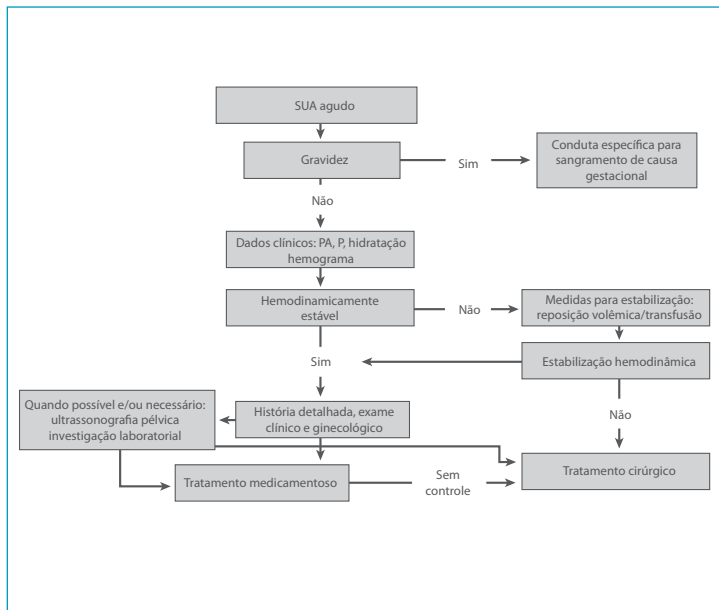 SUA agudo
Gravidez
Sim
Conduta específica para
sangramento de causa
gestacional
Não
Dados clínicos: PA, P, hidratação
hemograma
Hemodinamicamente
estável
Não
Medidas para estabilização:
reposição volêmica/transfusão
Sim
Estabilização hemodinâmica
Não
Quando possível e/ou necessário:
ultrassonografia pélvica
investigação laboratorial
História detalhada, exame
clínico e ginecológico
Tratamento medicamentoso
Sem
controle
Tratamento cirúrgico